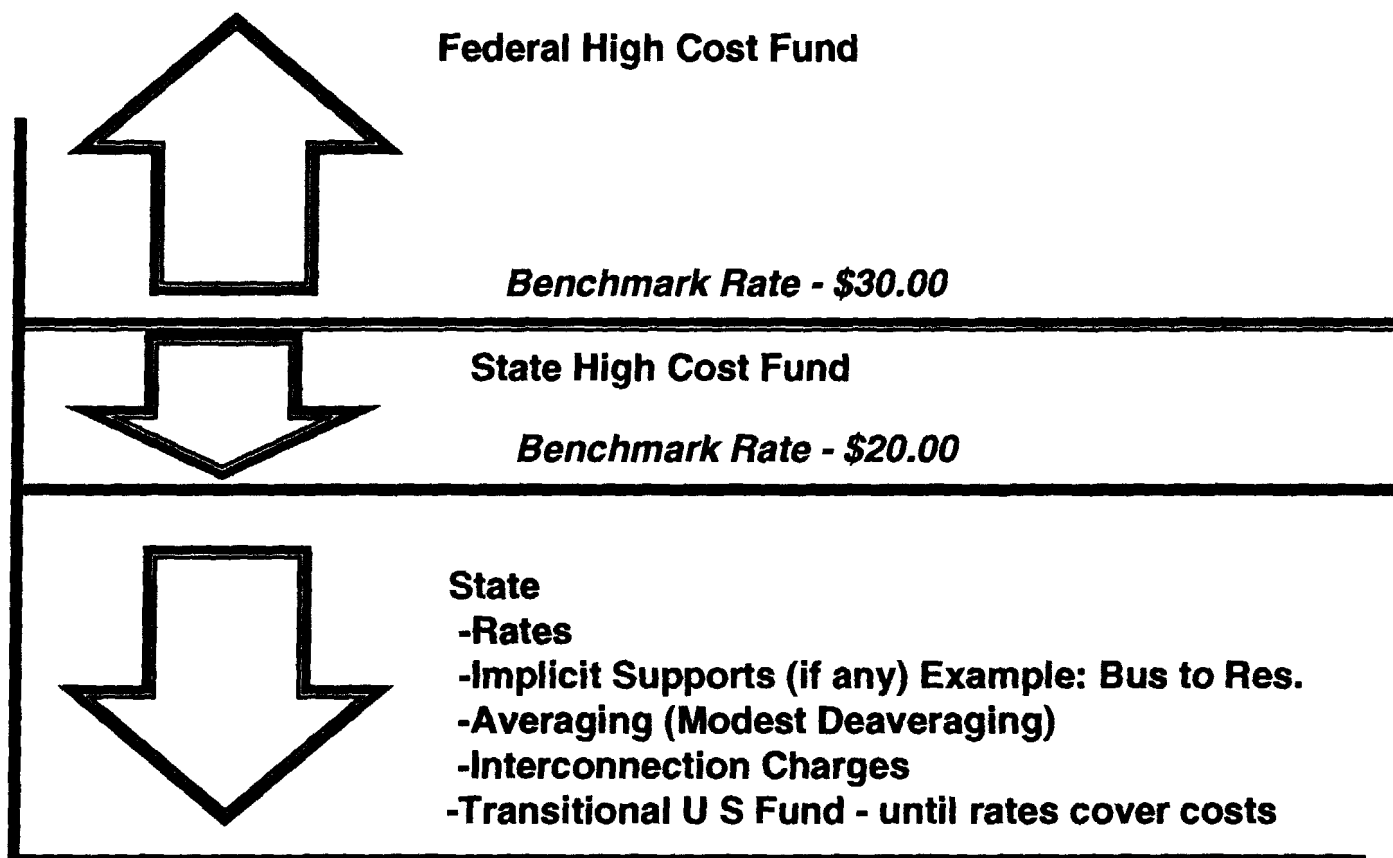 Federal High Cost Fund
Benchmark Rate - $30.00
State High Cost Fund
Benchmark Rate - $20.00
State
-Rates
-Implicit Supports (if any) Example: Bus to Res.
-Averaging (Modest Deaveraging)
-Interconnection Charges
-Transitional U S Fund - until rates cover costs